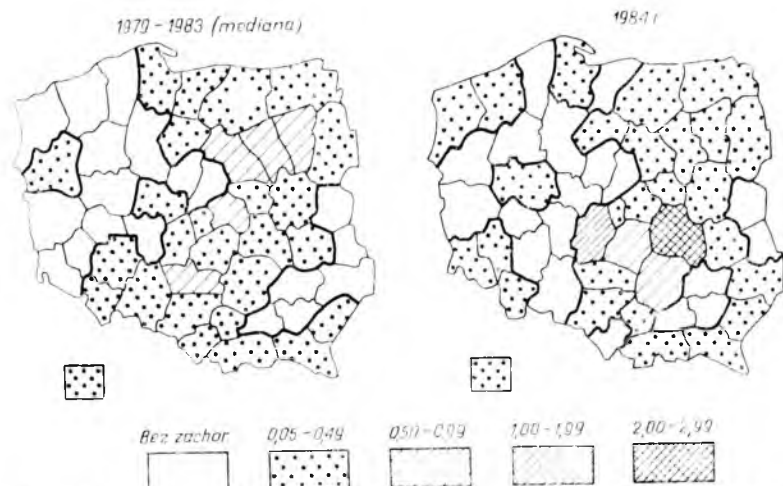 1979-1983 (mediana)
1984 r
Bez zachor.
0,05-0,49
0,50-0,99
1,00-1,99
2,00-2,99